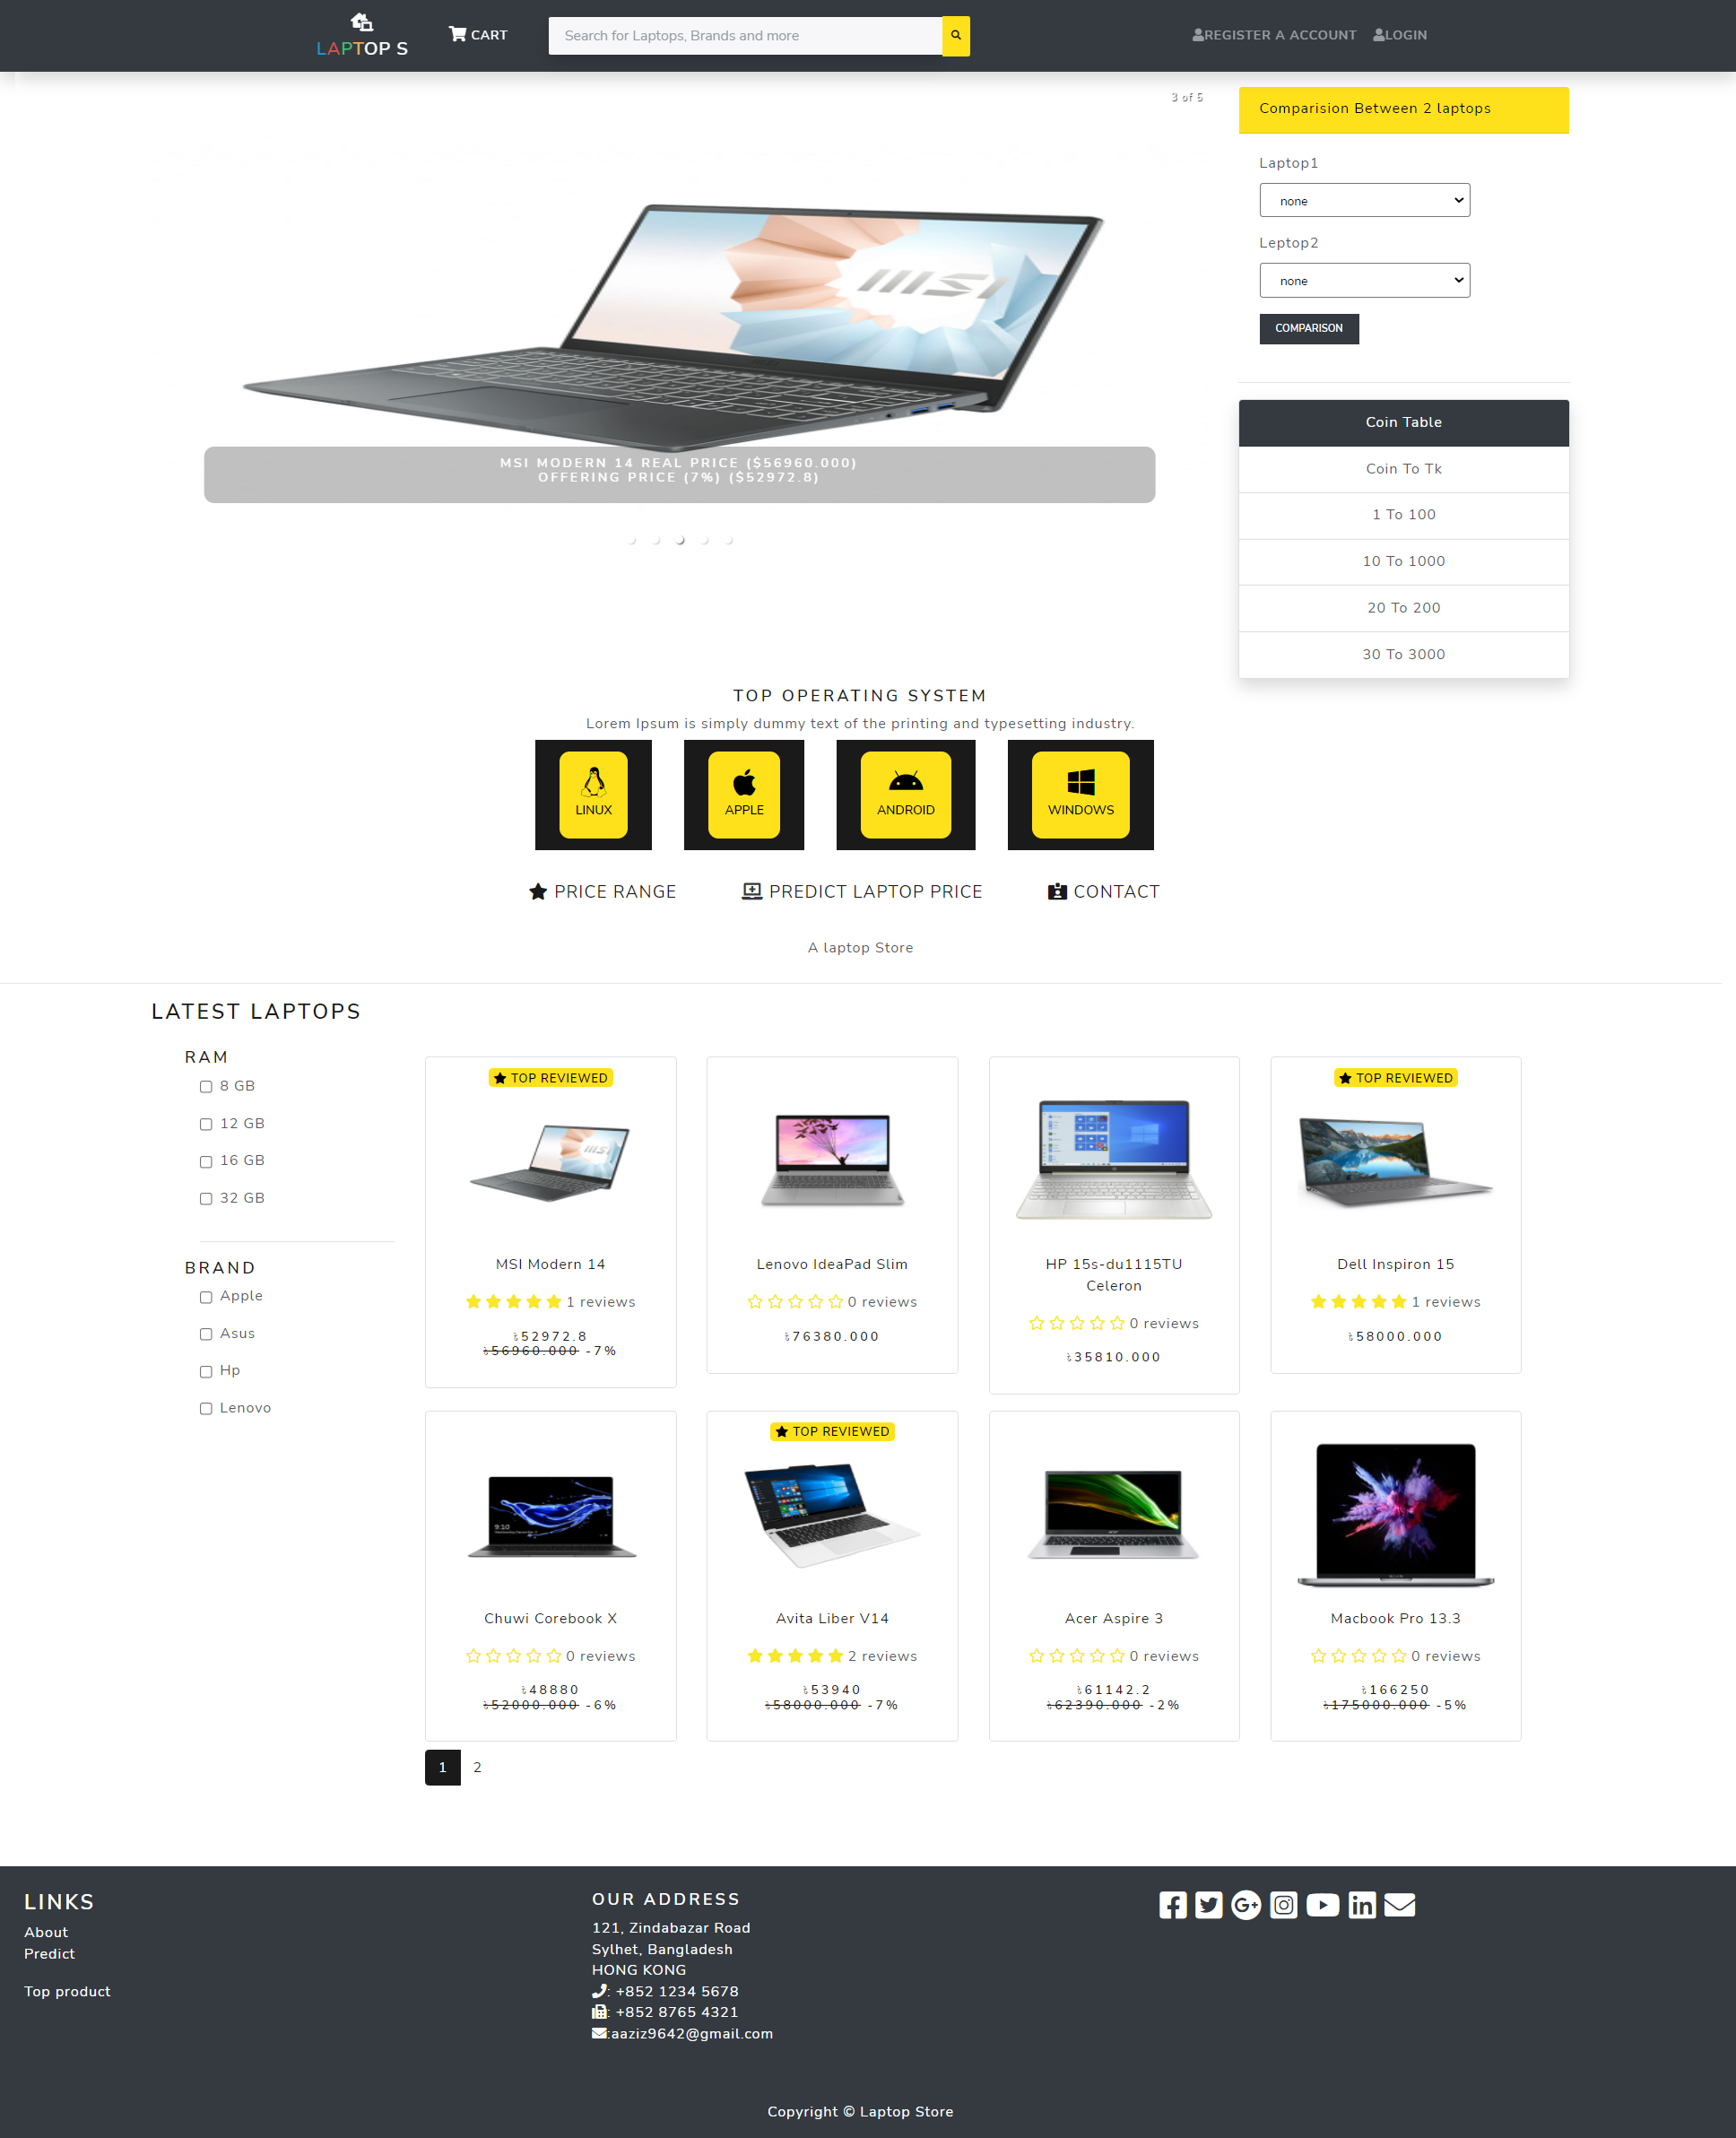 LAPTOP S
CART
Search for Laptops, Brands and more
REGISTER A ACCOUNT
LOGIN
3 of 5
msi
MSI MODERN 14 REAL PRICE ($56960.000)
OFFERING PRICE (7%) ($52972.8)
Comparision Between 2 laptops
Laptop1
none
Leptop2
none
COMPARISON
Coin Table
Coin To Tk
1 To 100
10 To 1000
20 To 200
30 To 3000
TOP OPERATING SYSTEM
Lorem Ipsum is simply dummy text of the printing and typesetting industry.
LINUX
APPLE
ANDROID
WINDOWS
PRICE RANGE
PREDICT LAPTOP PRICE
CONTACT
A laptop Store
LATEST LAPTOPS
RAM
8 GB
12 GB
16 GB
32 GB
BRAND
Apple
Asus
Hp
Lenovo
TOP REVIEWED
msi
MSI Modern 14
1 reviews
৳52972.8
৳56960.000 -7%
Lenovo IdeaPad Slim
0 reviews
৳76380.000
HP 15s-du1115TU
Celeron
0 reviews
৳35810.000
TOP REVIEWED
Dell Inspiron 15
1 reviews
৳58000.000
9:10
Chuwi Corebook X
0 reviews
৳48880
৳52000.000 -6%
TOP REVIEWED
Avita Liber V14
2 reviews
৳53940
৳58000.000 -7%
Acer Aspire 3
0 reviews
৳61142.2
৳62390.000 -2%
Macbook Pro 13.3
0 reviews
৳166250
৳175000.000 -5%
1
2
LINKS
About
Predict
Top product
OUR ADDRESS
121, Zindabazar Road
Sylhet, Bangladesh
HONG KONG
: +852 1234 5678
: +852 8765 4321
:aaziz9642@gmail.com
Copyright © Laptop Store